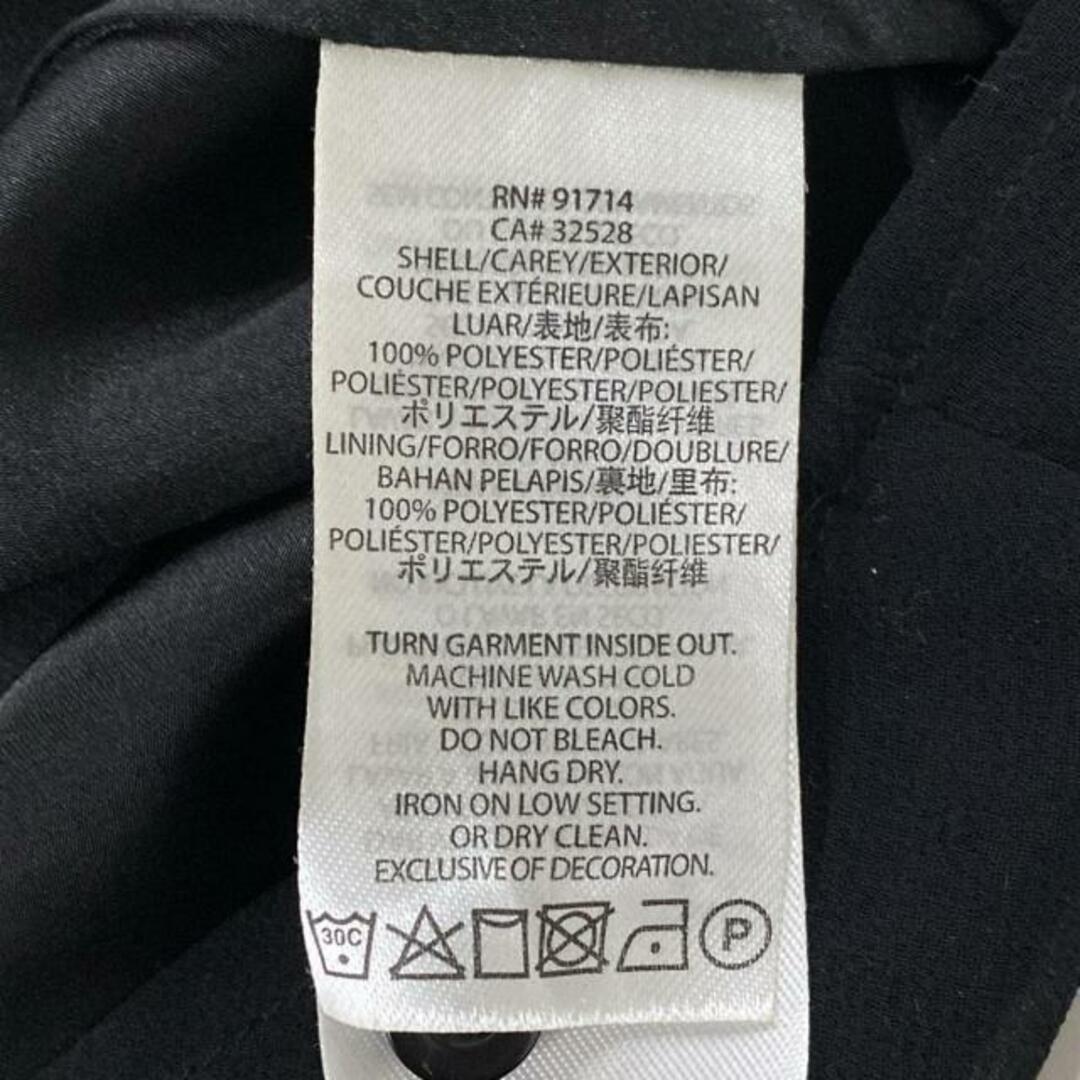 RN# 91714
CA# 32528
SHELL/CAREY/EXTERIOR/
COUCHE EXTÉRIEURE/LAPISAN
LUAR/表地/表布:
100% POLYESTER/POLIÉSTER/
POLIÉSTER/POLYESTER/POLIESTER/
ポリエステル/聚酯纤维
LINING/FORRO/FORRO/DOUBLURE/
BAHAN PELAPIS/裏地/里布:
100% POLYESTER/POLIÉSTER/
POLIÉSTER/POLYESTER/POLIESTER/
ポリエステル/聚酯纤维
TURN GARMENT INSIDE OUT.
MACHINE WASH COLD
WITH LIKE COLORS.
DO NOT BLEACH.
HANG DRY.
IRON ON LOW SETTING.
OR DRY CLEAN.
EXCLUSIVE OF DECORATION.
30C P